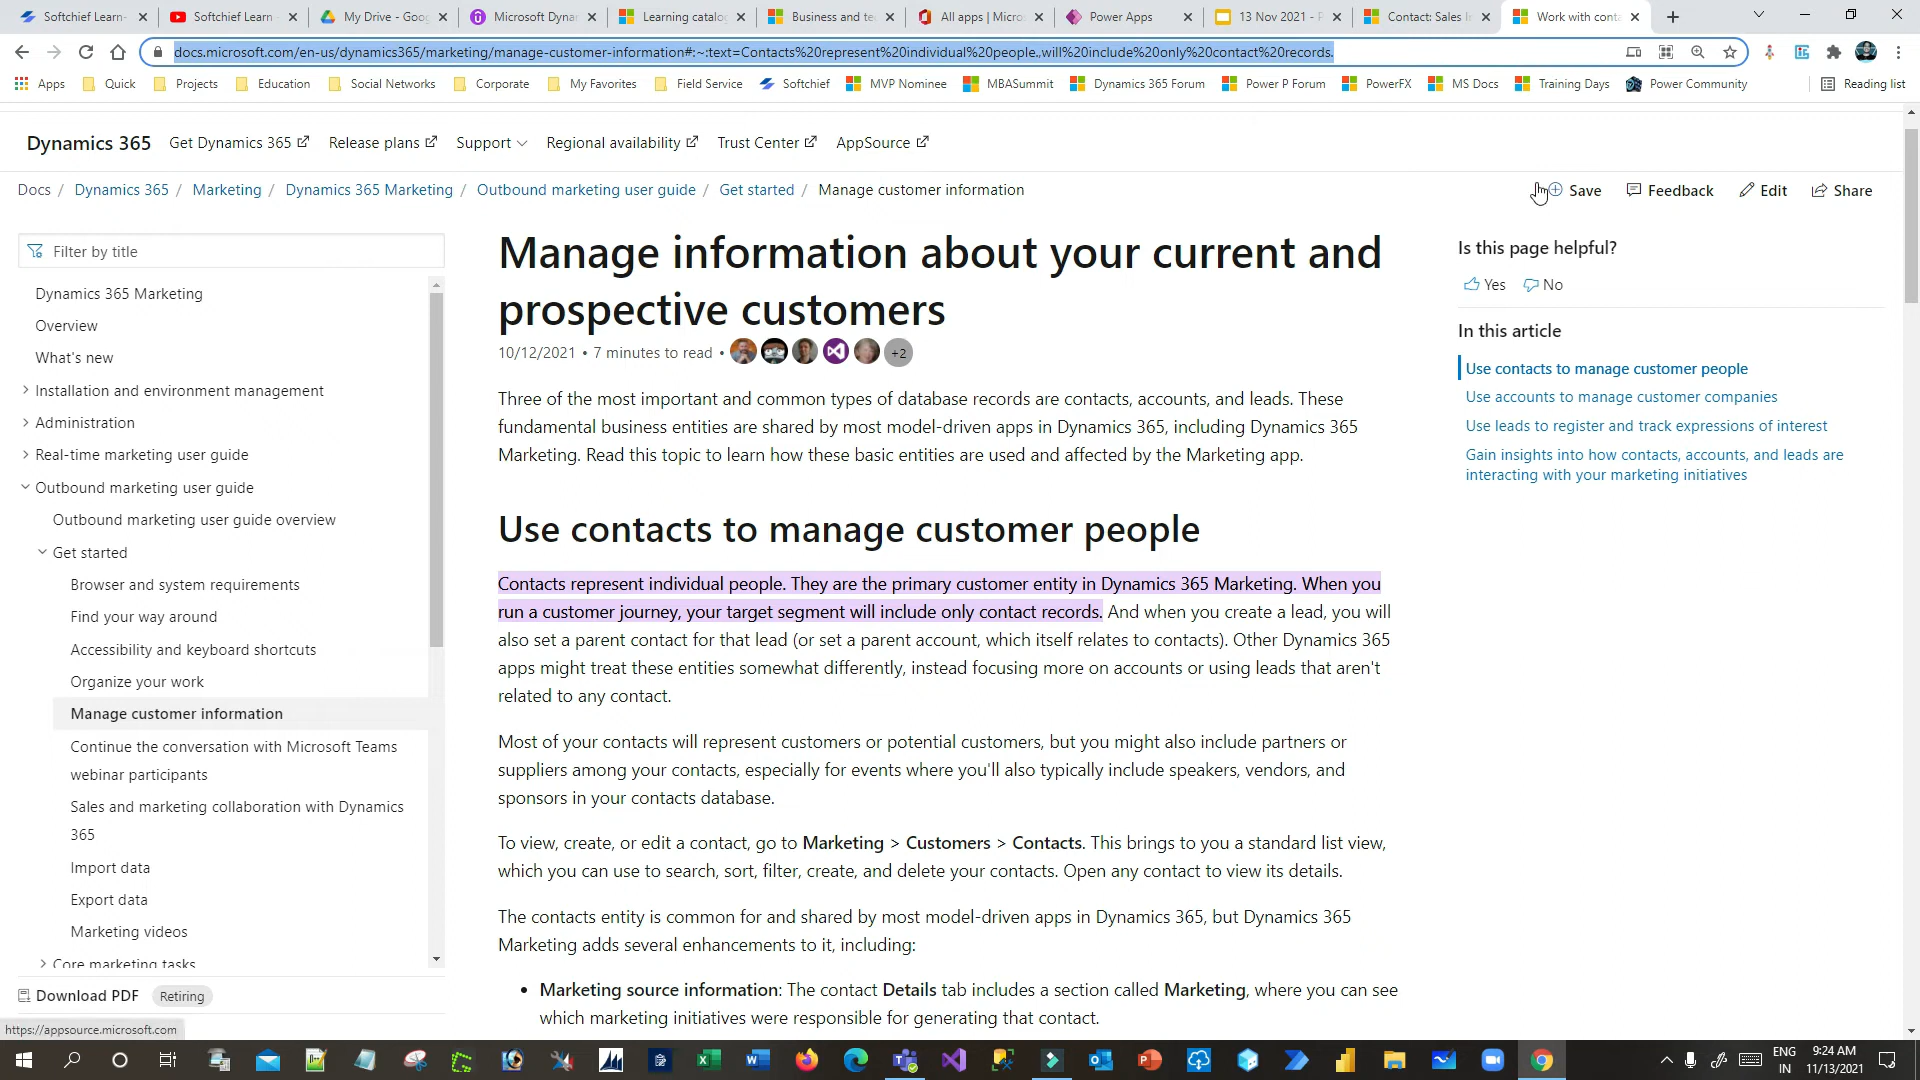 Softchief Learn-
Softchief Learn
My Drive - Goog
Microsoft Dyna
Learning catalog
Business and te
All apps | Micro
Power Apps
13 Nov 2021 - P
Contact: Sales I
Work with conta
docs.microsoft.com/en-us/dynamics365/marketing/manage-customer-information#:~:text=Contacts%20represent%20individual%20people.,will%20include%20only%20contact%20records.
Apps
Quick
Projects
Education
Social Networks
Corporate
My Favorites
Field Service
Softchief
MVP Nominee
MBASummit
Dynamics 365 Forum
Power P Forum
PowerFX
MS Docs
Training Days
Power Community
Reading list
Dynamics 365
Get Dynamics 365
Release plans
Support
Regional availability
Trust Center
AppSource
Docs / Dynamics 365 / Marketing / Dynamics 365 Marketing / Outbound marketing user guide / Get started / Manage customer information
Save
Feedback
Edit
Share
Filter by title
Dynamics 365 Marketing
Overview
What's new
Installation and environment management
Administration
Real-time marketing user guide
Outbound marketing user guide
Outbound marketing user guide overview
Get started
Browser and system requirements
Find your way around
Accessibility and keyboard shortcuts
Organize your work
Manage customer information
Continue the conversation with Microsoft Teams
webinar participants
Sales and marketing collaboration with Dynamics
365
Import data
Export data
Marketing videos
Core marketing tasks
Download PDF
Retiring
https://appsource.microsoft.com
Manage information about your current and
prospective customers
10/12/2021 • 7 minutes to read •
+2
Three of the most important and common types of database records are contacts, accounts, and leads. These
fundamental business entities are shared by most model-driven apps in Dynamics 365, including Dynamics 365
Marketing. Read this topic to learn how these basic entities are used and affected by the Marketing app.
Use contacts to manage customer people
Contacts represent individual people. They are the primary customer entity in Dynamics 365 Marketing. When you
run a customer journey, your target segment will include only contact records. And when you create a lead, you will
also set a parent contact for that lead (or set a parent account, which itself relates to contacts). Other Dynamics 365
apps might treat these entities somewhat differently, instead focusing more on accounts or using leads that aren't
related to any contact.
Most of your contacts will represent customers or potential customers, but you might also include partners or
suppliers among your contacts, especially for events where you'll also typically include speakers, vendors, and
sponsors in your contacts database.
To view, create, or edit a contact, go to Marketing > Customers > Contacts. This brings to you a standard list view,
which you can use to search, sort, filter, create, and delete your contacts. Open any contact to view its details.
The contacts entity is common for and shared by most model-driven apps in Dynamics 365, but Dynamics 365
Marketing adds several enhancements to it, including:
• Marketing source information: The contact Details tab includes a section called Marketing, where you can see
which marketing initiatives were responsible for generating that contact.
Is this page helpful?
Yes
No
In this article
Use contacts to manage customer people
Use accounts to manage customer companies
Use leads to register and track expressions of interest
Gain insights into how contacts, accounts, and leads are
interacting with your marketing initiatives
ENG
IN
9:24 AM
11/13/2021